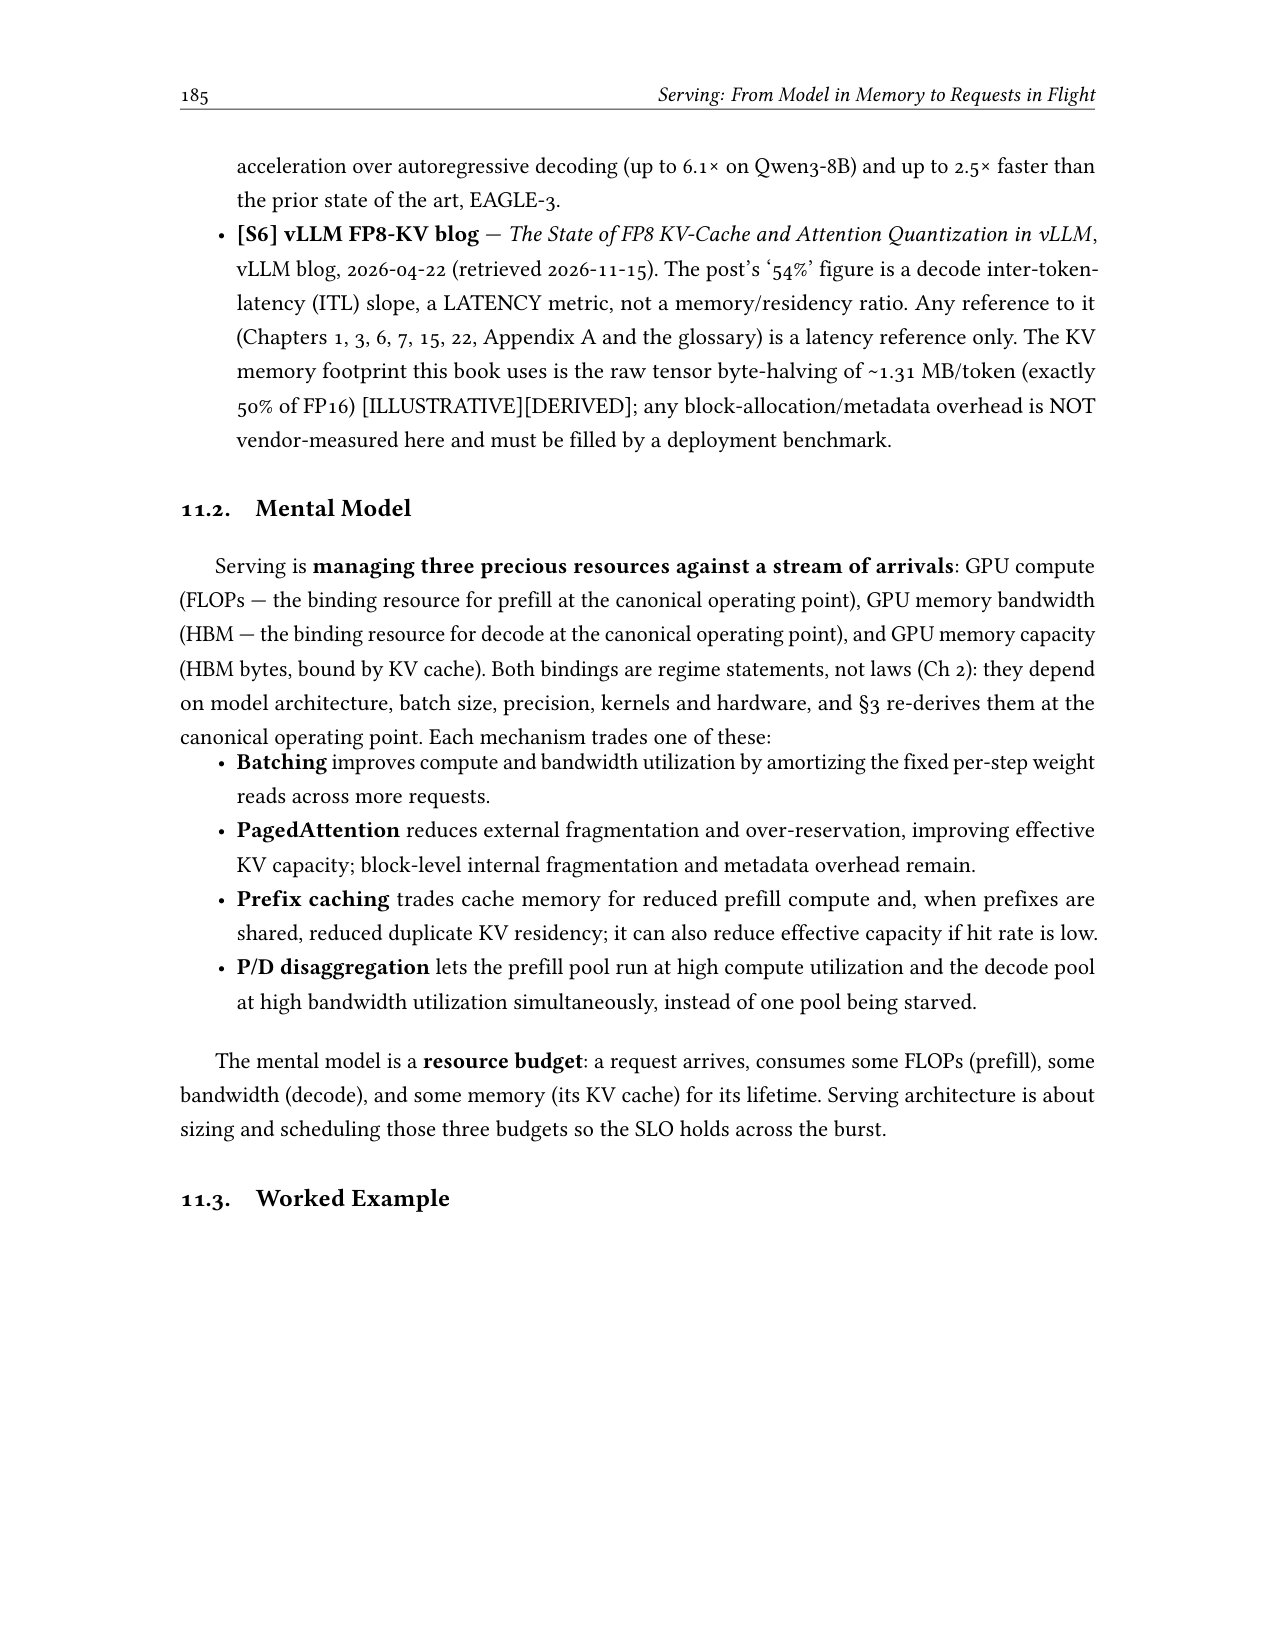 185
Serving: From Model in Memory to Requests in Flight
acceleration over autoregressive decoding (up to 6.1× on Qwen3-8B) and up to 2.5× faster than
the prior state of the art, EAGLE-3.
• [S6] vLLM FP8-KV blog — The State of FP8 KV-Cache and Attention Quantization in vLLM,
vLLM blog, 2026-04-22 (retrieved 2026-11-15). The post’s ‘54%’ figure is a decode inter-token-
latency (ITL) slope, a LATENCY metric, not a memory/residency ratio. Any reference to it
(Chapters 1, 3, 6, 7, 15, 22, Appendix A and the glossary) is a latency reference only. The KV
memory footprint this book uses is the raw tensor byte-halving of ~1.31 MB/token (exactly
50% of FP16) [ILLUSTRATIVE][DERIVED]; any block-allocation/metadata overhead is NOT
vendor-measured here and must be filled by a deployment benchmark.
11.2. Mental Model
Serving is managing three precious resources against a stream of arrivals: GPU compute
(FLOPs — the binding resource for prefill at the canonical operating point), GPU memory bandwidth
(HBM — the binding resource for decode at the canonical operating point), and GPU memory capacity
(HBM bytes, bound by KV cache). Both bindings are regime statements, not laws (Ch 2): they depend
on model architecture, batch size, precision, kernels and hardware, and §3 re-derives them at the
canonical operating point. Each mechanism trades one of these:
• Batching improves compute and bandwidth utilization by amortizing the fixed per-step weight
reads across more requests.
• PagedAttention reduces external fragmentation and over-reservation, improving effective
KV capacity; block-level internal fragmentation and metadata overhead remain.
• Prefix caching trades cache memory for reduced prefill compute and, when prefixes are
shared, reduced duplicate KV residency; it can also reduce effective capacity if hit rate is low.
• P/D disaggregation lets the prefill pool run at high compute utilization and the decode pool
at high bandwidth utilization simultaneously, instead of one pool being starved.
The mental model is a resource budget: a request arrives, consumes some FLOPs (prefill), some
bandwidth (decode), and some memory (its KV cache) for its lifetime. Serving architecture is about
sizing and scheduling those three budgets so the SLO holds across the burst.
11.3. Worked Example